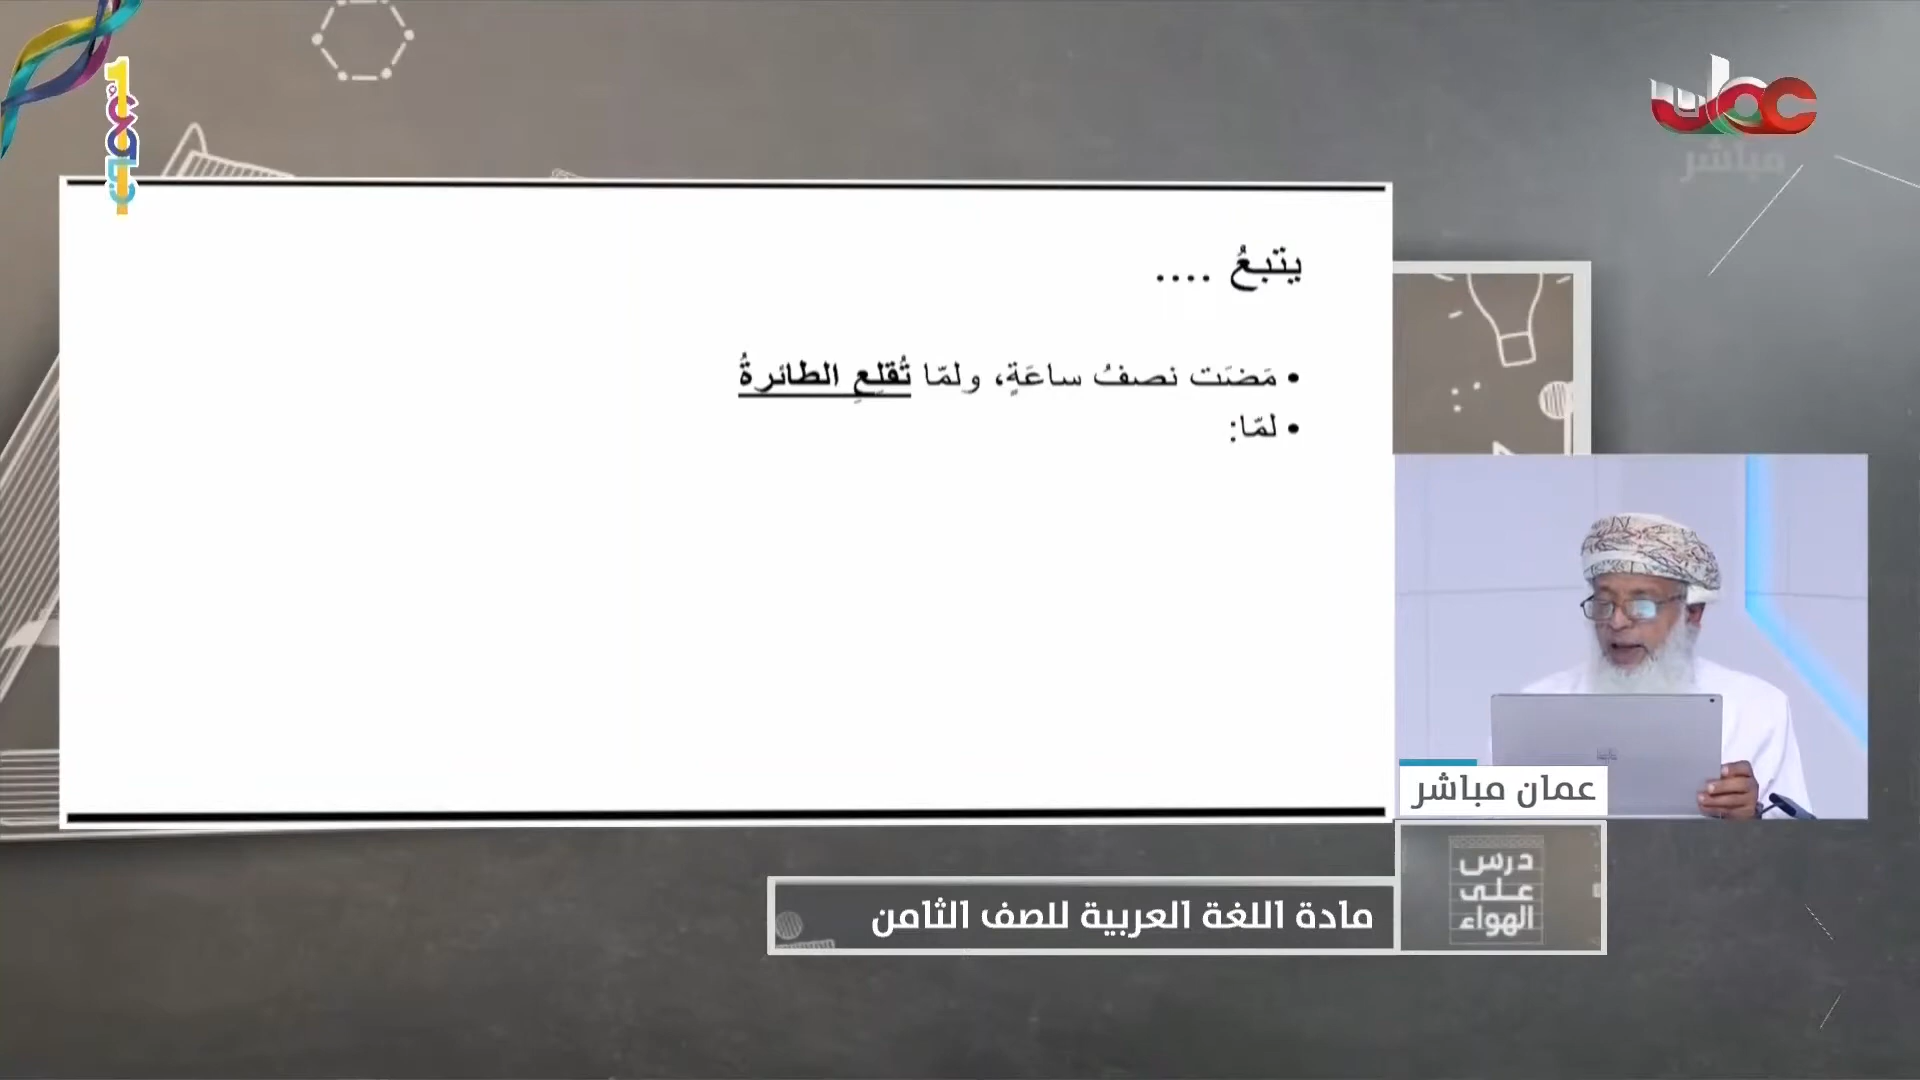 عمان
مباشر
يتبعُ ....
• مَضَت نصفُ ساعَةٍ، ولمّا تُقلِعِ الطائرةُ
• لمّا:
عمان مباشر
درس
على
الهواء
مادة اللغة العربية للصف الثامن